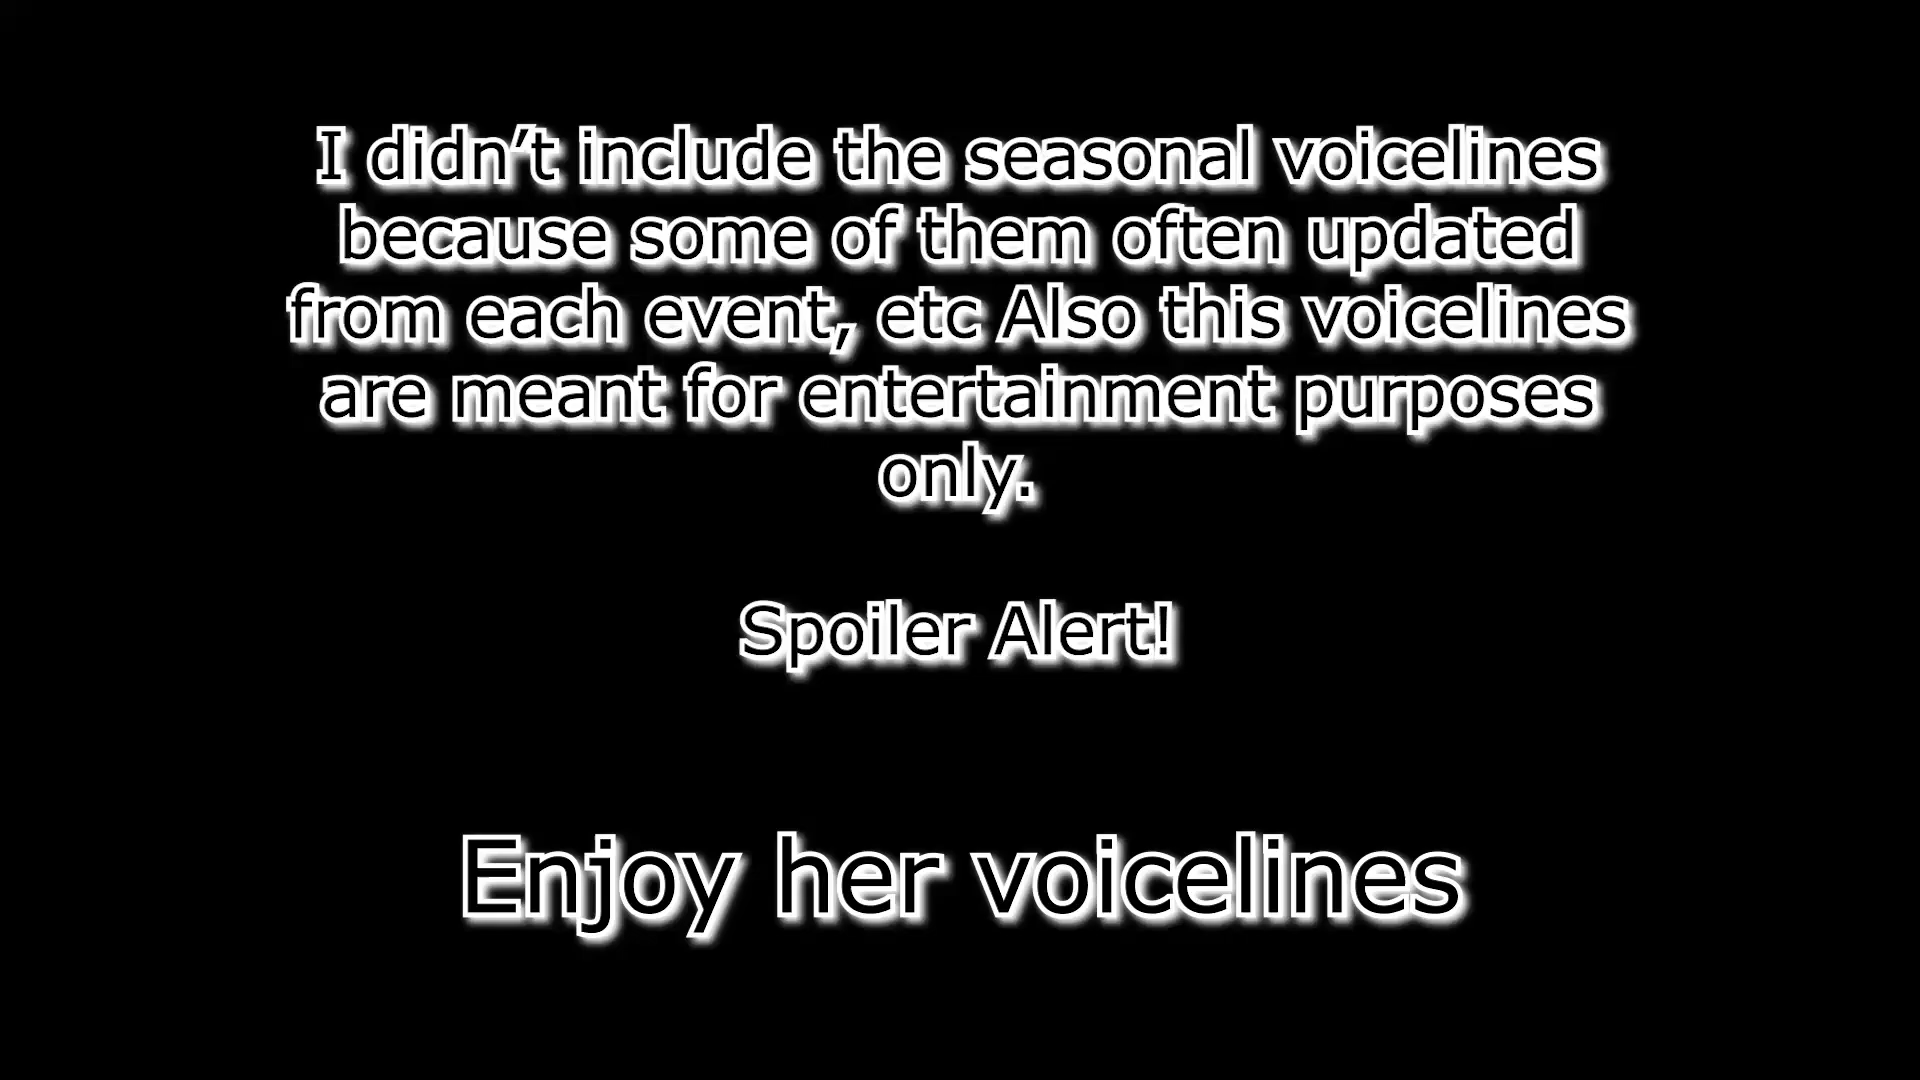 I didn’t include the seasonal voicelines
because some of them often updated
from each event, etc Also this voicelines
are meant for entertainment purposes
only.
Spoiler Alert!
Enjoy her voicelines